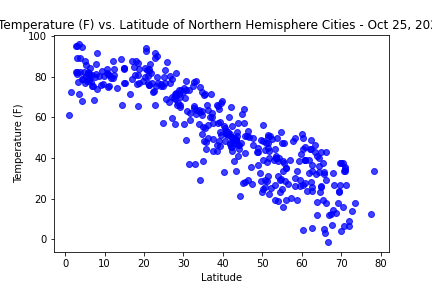 Temperature (F) vs. Latitude of Northern Hemisphere Cities - Oct 25,
100
80
60
40
20
0
Temperature (F)
0 10 20 30 40 50 60 70 80
Latitude